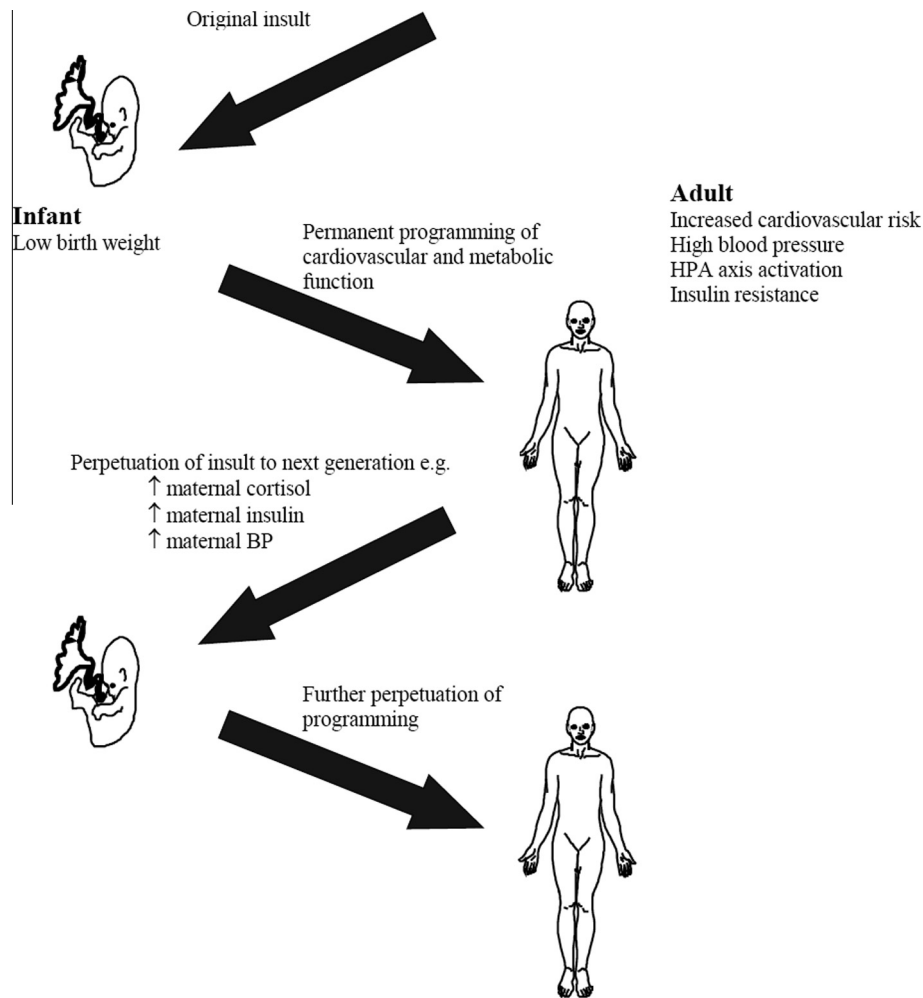 Original insult
Infant
Low birth weight
Adult
Increased cardiovascular risk
High blood pressure
HPA axis activation
Insulin resistance
Permanent programming of
cardiovascular and metabolic
function
Perpetuation of insult to next generation e.g.
↑ maternal cortisol
↑ maternal insulin
↑ maternal BP
Further perpetuation of
programming